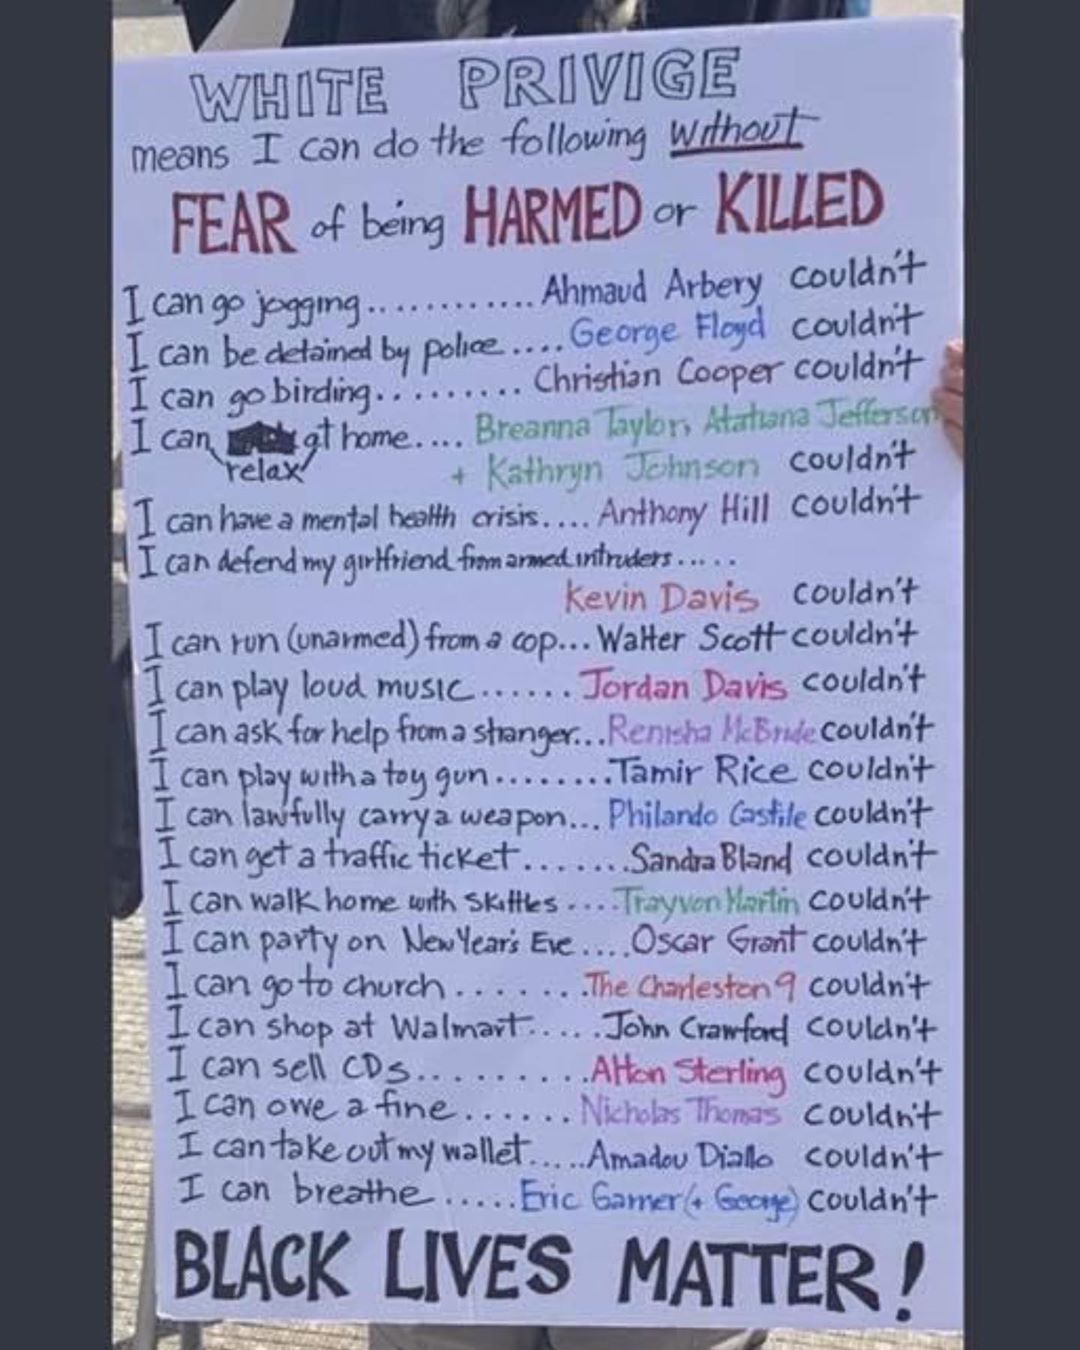 WHITE PRIVIGE
means I can do the following without
FEAR of being HARMED or KILLED
I can go jogging............ Ahmaud Arbery couldn't
I can be detained by police.... George Floyd couldn't
I can go birding......... Christian Cooper couldn't
I can at home.... Breanna Taylor, Atatiana Jefferson
relax + Kathryn Johnson couldn't
I can have a mental health crisis.... Anthony Hill couldn't
I can defend my girlfriend from armed intruders.....
Kevin Davis couldn't
I can run (unarmed) from a cop... Walter Scott couldn't
I can play loud music...... Jordan Davis couldn't
I can ask for help from a stranger... Renisha McBride couldn't
I can play with a toy gun........ Tamir Rice couldn't
I can lawfully carry a weapon... Philando Castile couldn't
I can get a traffic ticket....... Sandra Bland couldn't
I can walk home with skittles .... Trayvon Martin couldn't
I can party on New Year's Eve .... Oscar Grant couldn't
I can go to church ....... The Charleston 9 couldn't
I can shop at Walmart..... John Crawford couldn't
I can sell CDs.......... Alton Sterling couldn't
I can owe a fine...... Nicholas Thomas couldn't
I can take out my wallet..... Amadou Diallo couldn't
I can breathe..... Eric Garner (+ George) couldn't
BLACK LIVES MATTER!